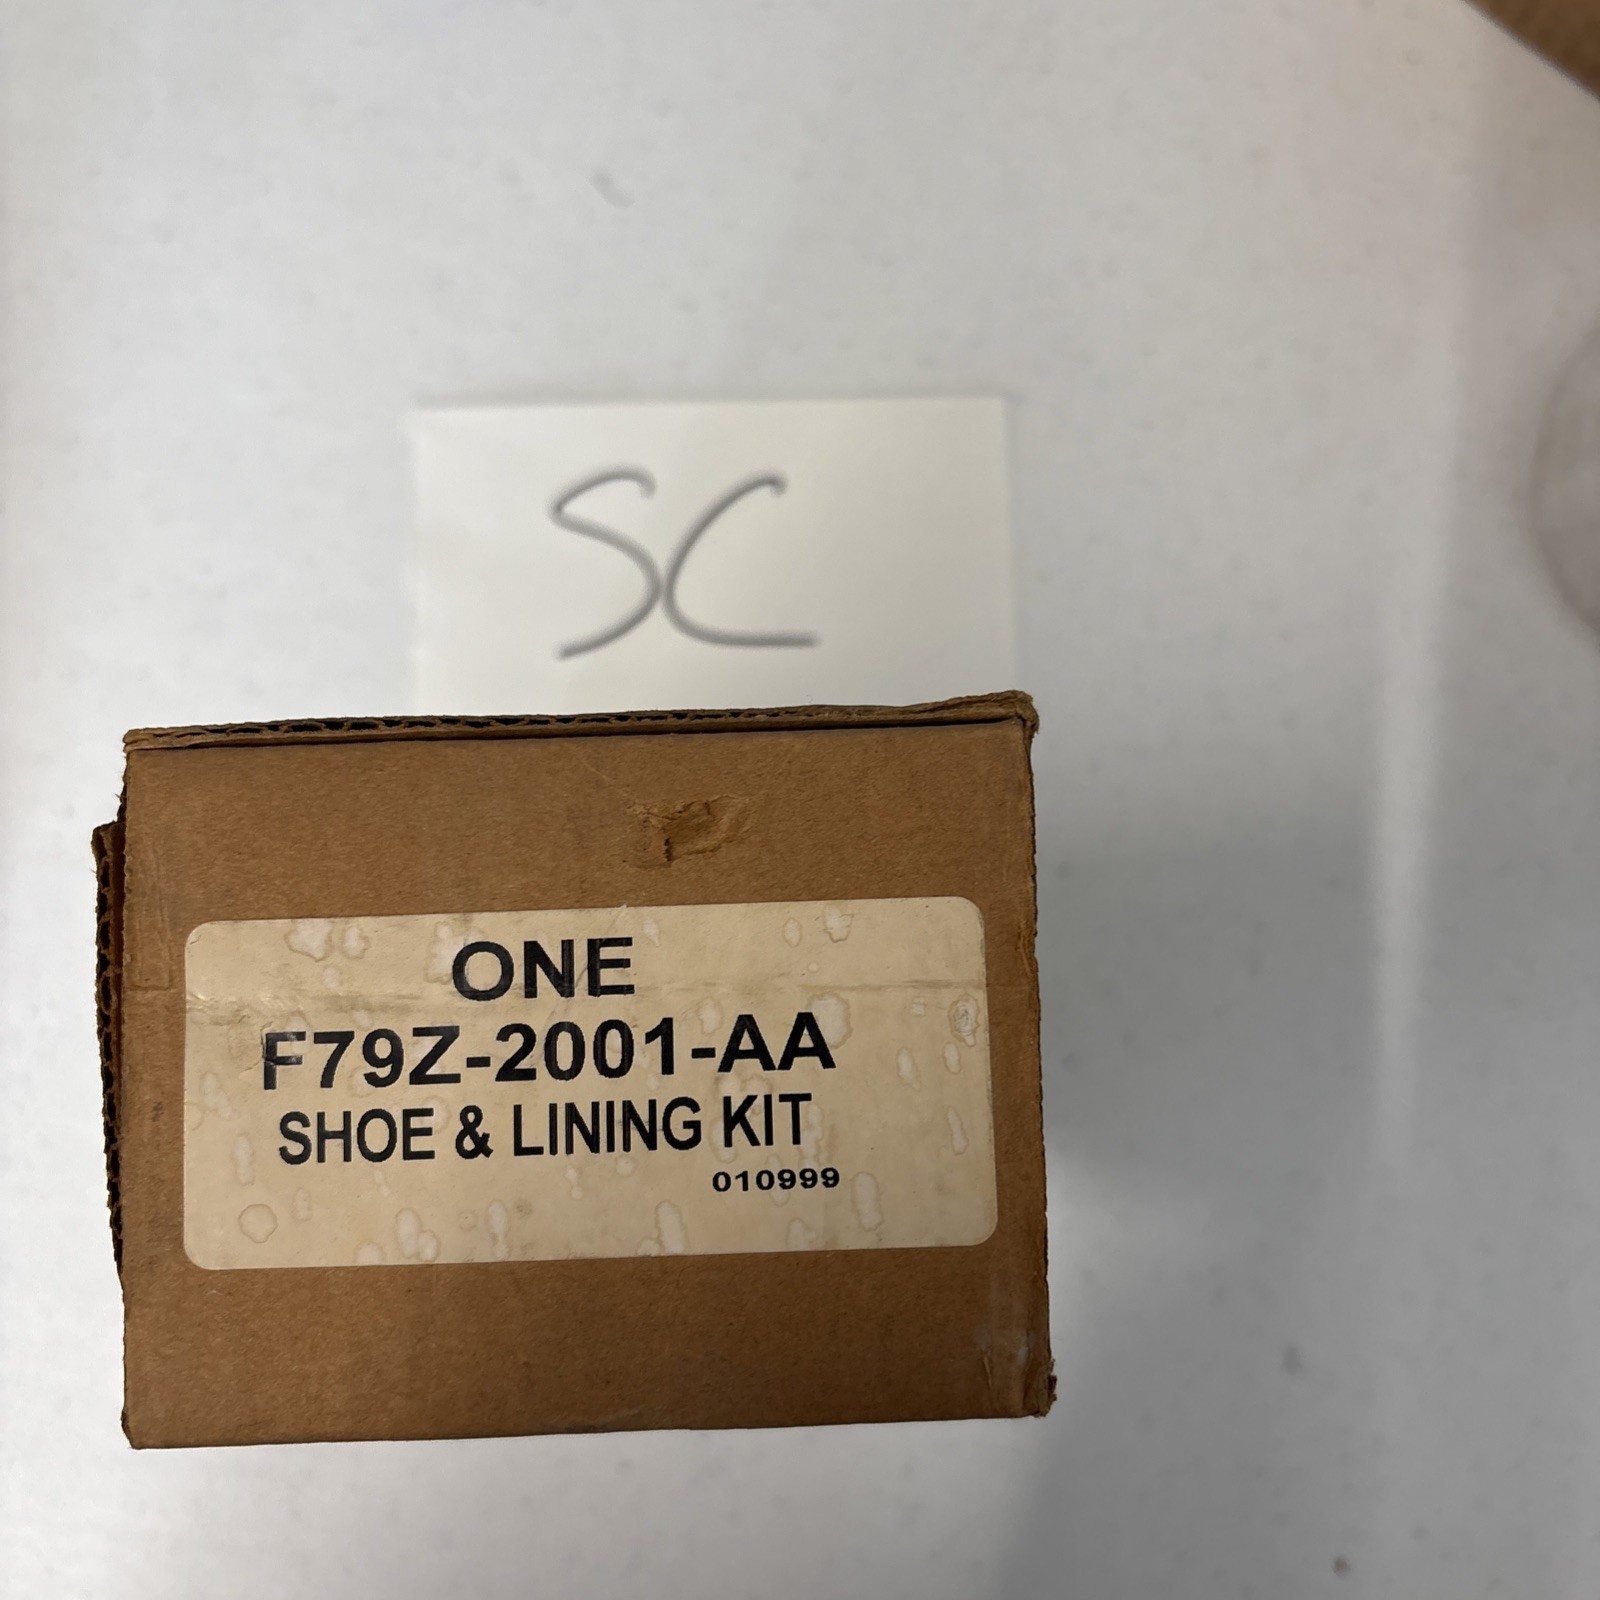 SC
ONE
F79Z-2001-AA
SHOE & LINING KIT
010999